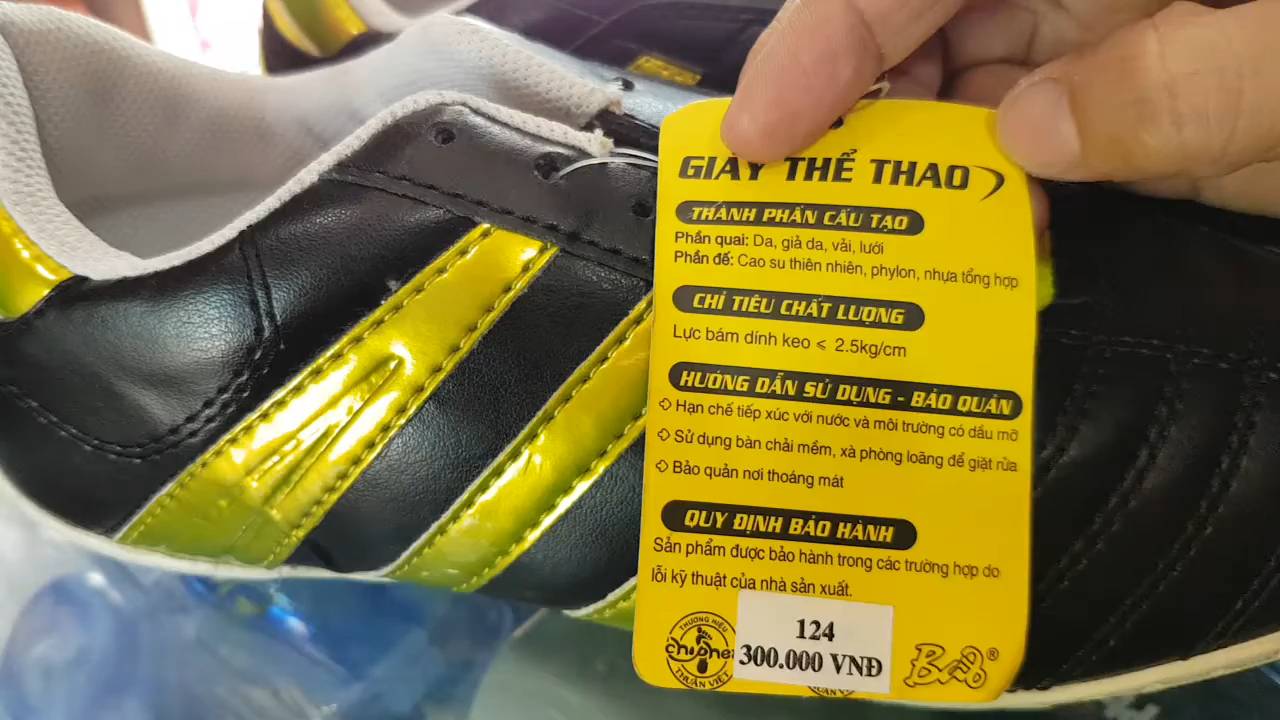 GIÀY THỂ THAO
THÀNH PHẦN CẤU TẠO
Phần quai: Da, giả da, vải, lưới
Phần đế: Cao su thiên nhiên, phylon, nhựa tổng hợp
CHỈ TIÊU CHẤT LƯỢNG
Lực bám dính keo ⩽ 2.5kg/cm
HƯỚNG DẪN SỬ DỤNG - BẢO QUẢN
Hạn chế tiếp xúc với nước và môi trường có dầu mỡ
Sử dụng bàn chải mềm, xà phòng loãng để giặt rửa
Bảo quản nơi thoáng mát
QUY ĐỊNH BẢO HÀNH
Sản phẩm được bảo hành trong các trường hợp do
lỗi kỹ thuật của nhà sản xuất.
THƯƠNG HIỆU
THUẦN VIỆT
124
300.000 VNĐ